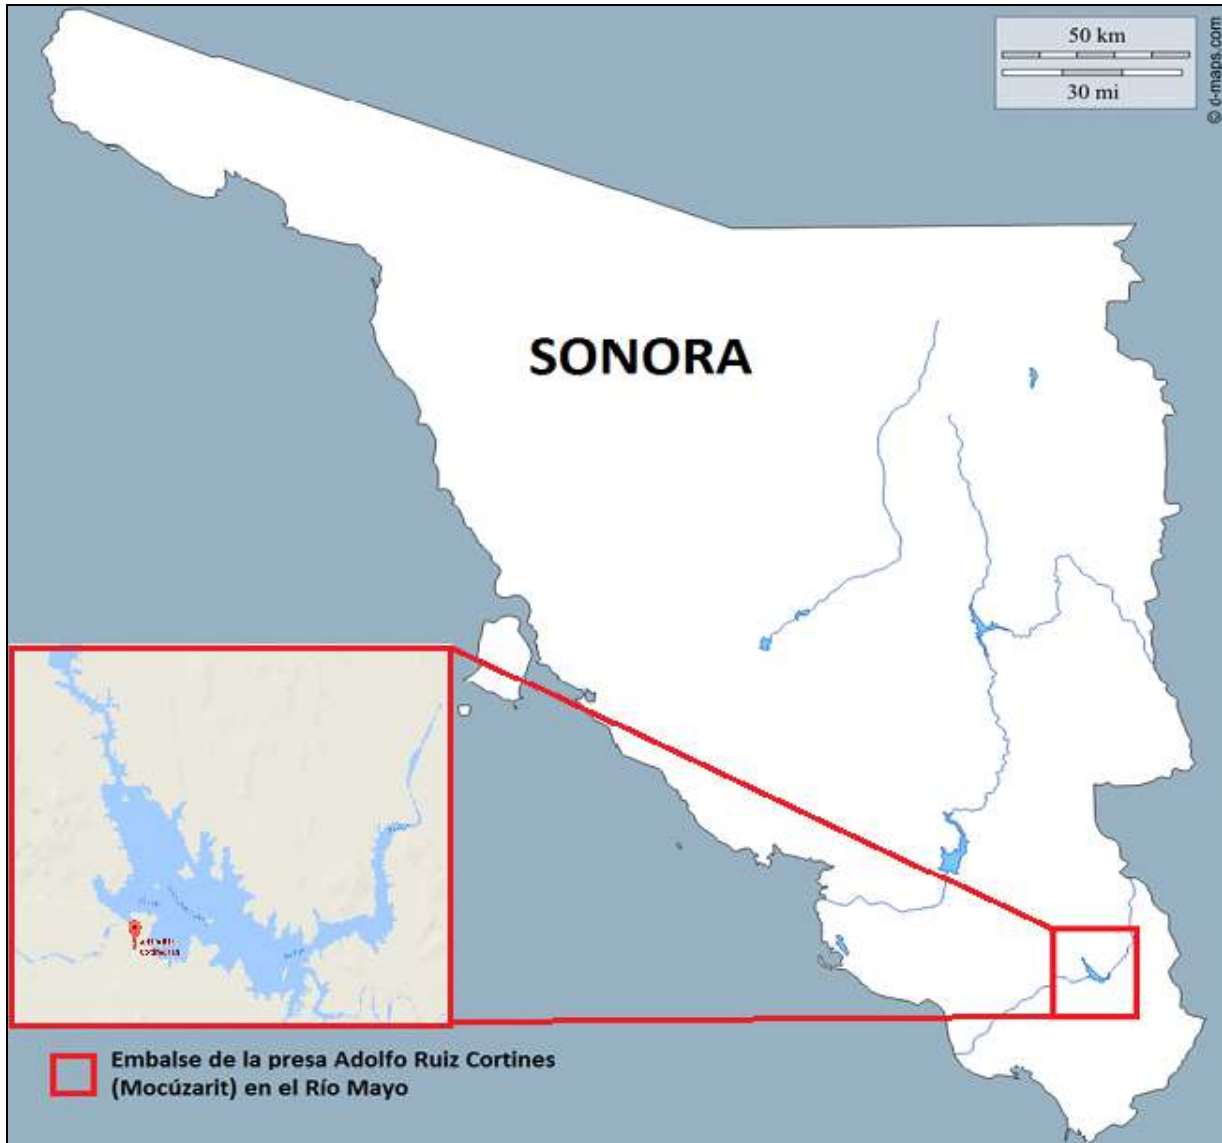 50 km
30 mi
© d-maps.com
SONORA
Embalse de la presa Adolfo Ruiz Cortines
(Mocúzarit) en el Río Mayo